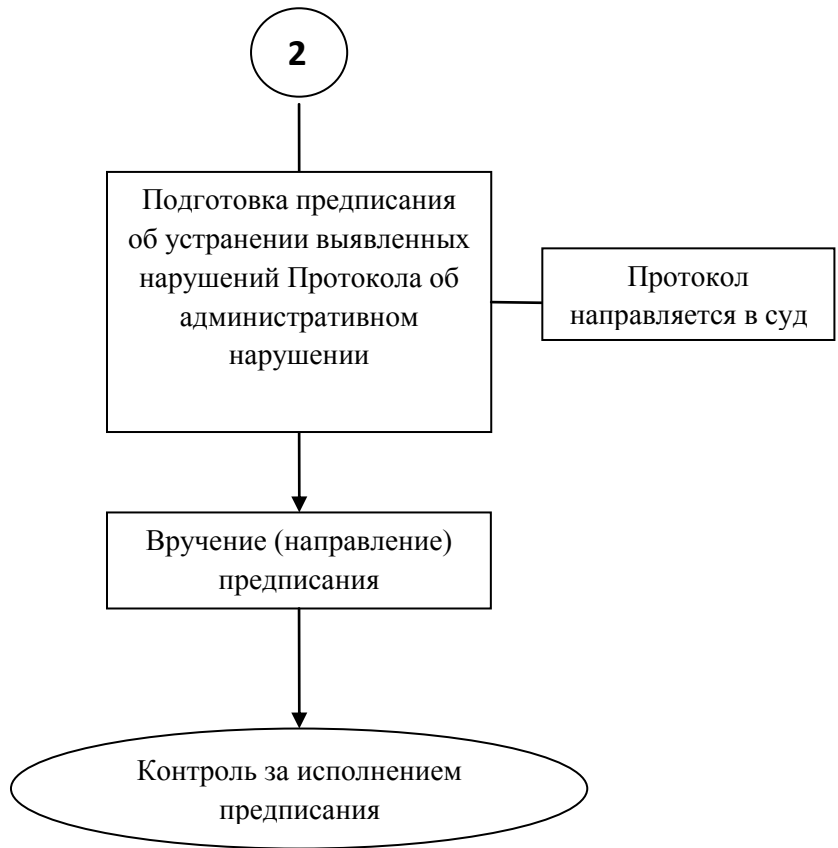 2
Подготовка предписания
об устранении выявленных
нарушений Протокола об
административном
нарушении
Протокол
направляется в суд
Вручение (направление)
предписания
Контроль за исполнением
предписания